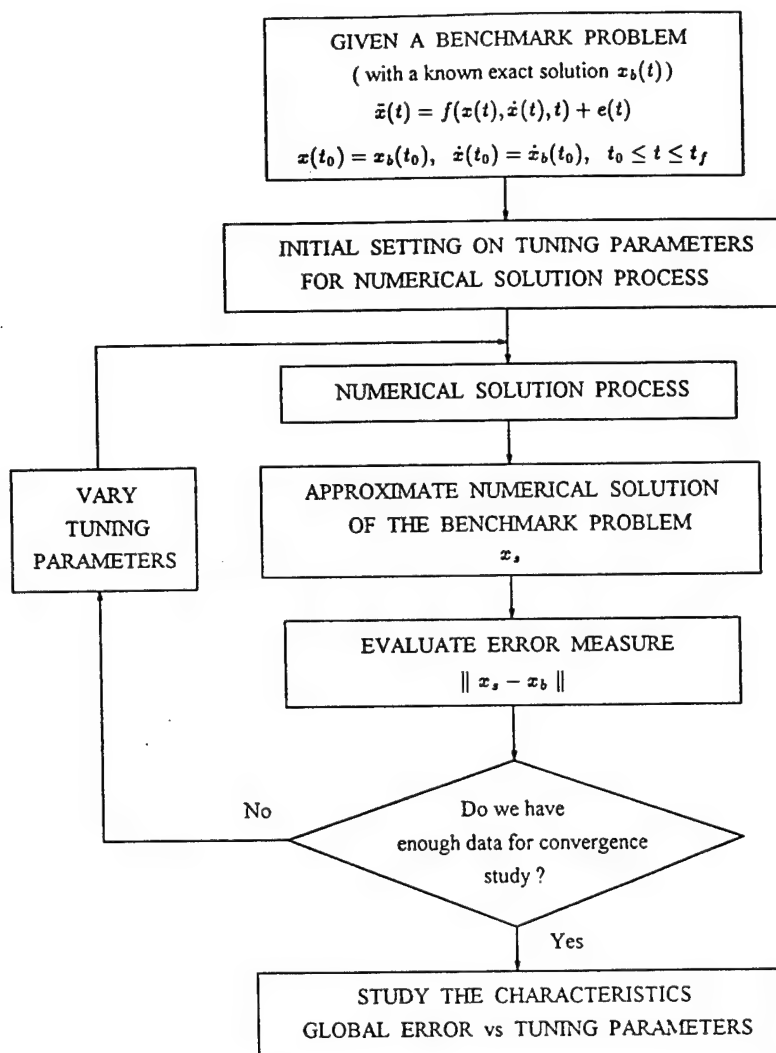 GIVEN A BENCHMARK PROBLEM
( with a known exact solution x_b(t) )
ẍ(t) = f(x(t), ẋ(t), t) + e(t)
x(t₀) = x_b(t₀), ẋ(t₀) = ẋ_b(t₀), t₀ ≤ t ≤ t_f
INITIAL SETTING ON TUNING PARAMETERS
FOR NUMERICAL SOLUTION PROCESS
NUMERICAL SOLUTION PROCESS
VARY
TUNING
PARAMETERS
APPROXIMATE NUMERICAL SOLUTION
OF THE BENCHMARK PROBLEM
x_s
EVALUATE ERROR MEASURE
‖ x_s − x_b ‖
No
Do we have
enough data for convergence
study ?
Yes
STUDY THE CHARACTERISTICS
GLOBAL ERROR vs TUNING PARAMETERS